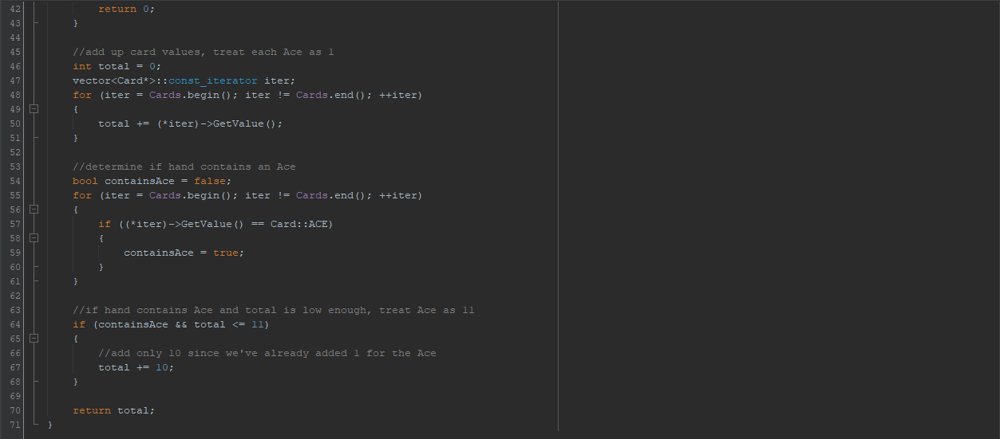 42 return 0;
43 }
44
45 //add up card values, treat each Ace as 1
46 int total = 0;
47 vector<Card*>::const_iterator iter;
48 for (iter = Cards.begin(); iter != Cards.end(); ++iter)
49 {
50 total += (*iter)->GetValue();
51 }
52
53 //determine if hand contains an Ace
54 bool containsAce = false;
55 for (iter = Cards.begin(); iter != Cards.end(); ++iter)
56 {
57 if ((*iter)->GetValue() == Card::ACE)
58 {
59 containsAce = true;
60 }
61 }
62
63 //if hand contains Ace and total is low enough, treat Ace as 11
64 if (containsAce && total <= 11)
65 {
66 //add only 10 since we've already added 1 for the Ace
67 total += 10;
68 }
69
70 return total;
71 }